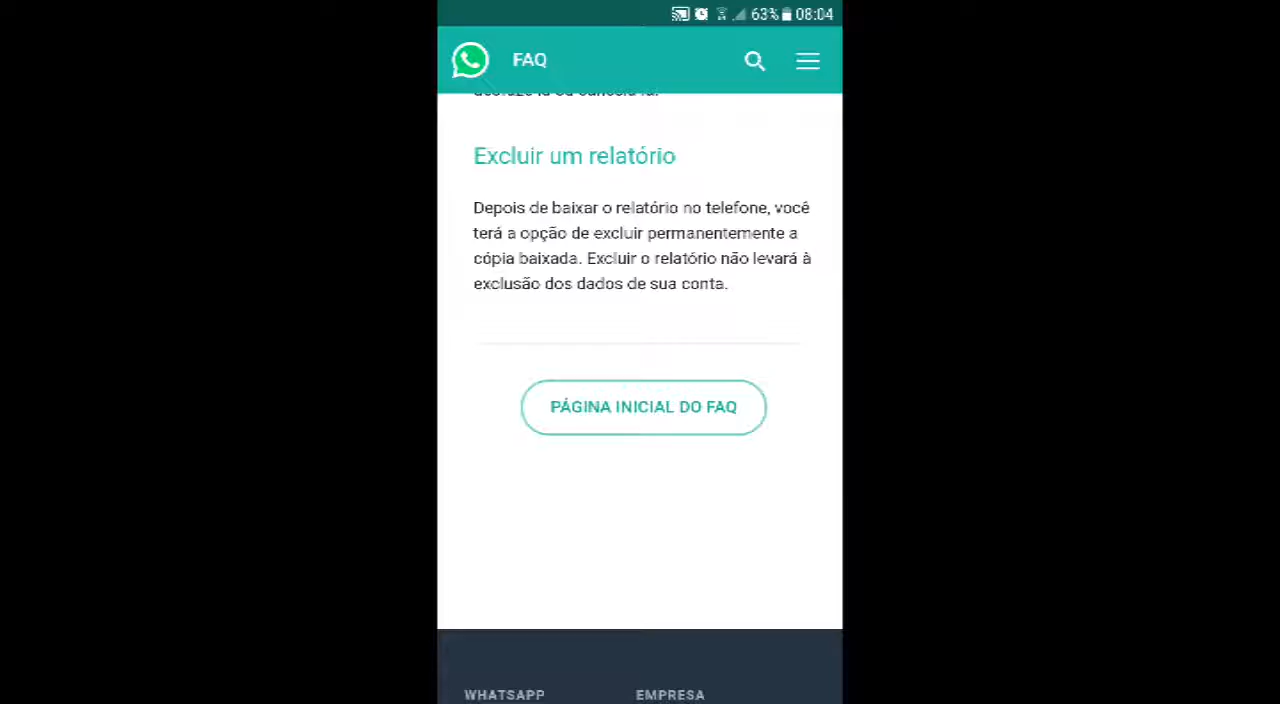 63% 08:04
FAQ
Excluir um relatório
Depois de baixar o relatório no telefone, você
terá a opção de excluir permanentemente a
cópia baixada. Excluir o relatório não levará à
exclusão dos dados de sua conta.
PÁGINA INICIAL DO FAQ
WHATSAPP EMPRESA